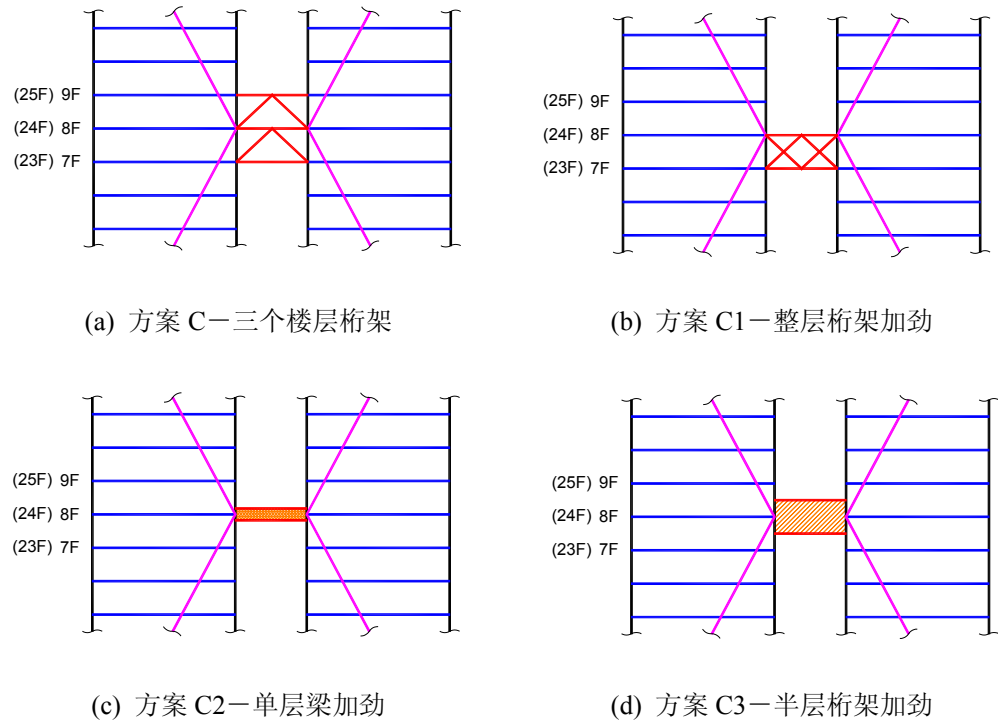 (25F) 9F
(24F) 8F
(23F) 7F
(25F) 9F
(24F) 8F
(23F) 7F
(a) 方案 C－三个楼层桁架
(b) 方案 C1－整层桁架加劲
(25F) 9F
(24F) 8F
(23F) 7F
(25F) 9F
(24F) 8F
(23F) 7F
(c) 方案 C2－单层梁加劲
(d) 方案 C3－半层桁架加劲